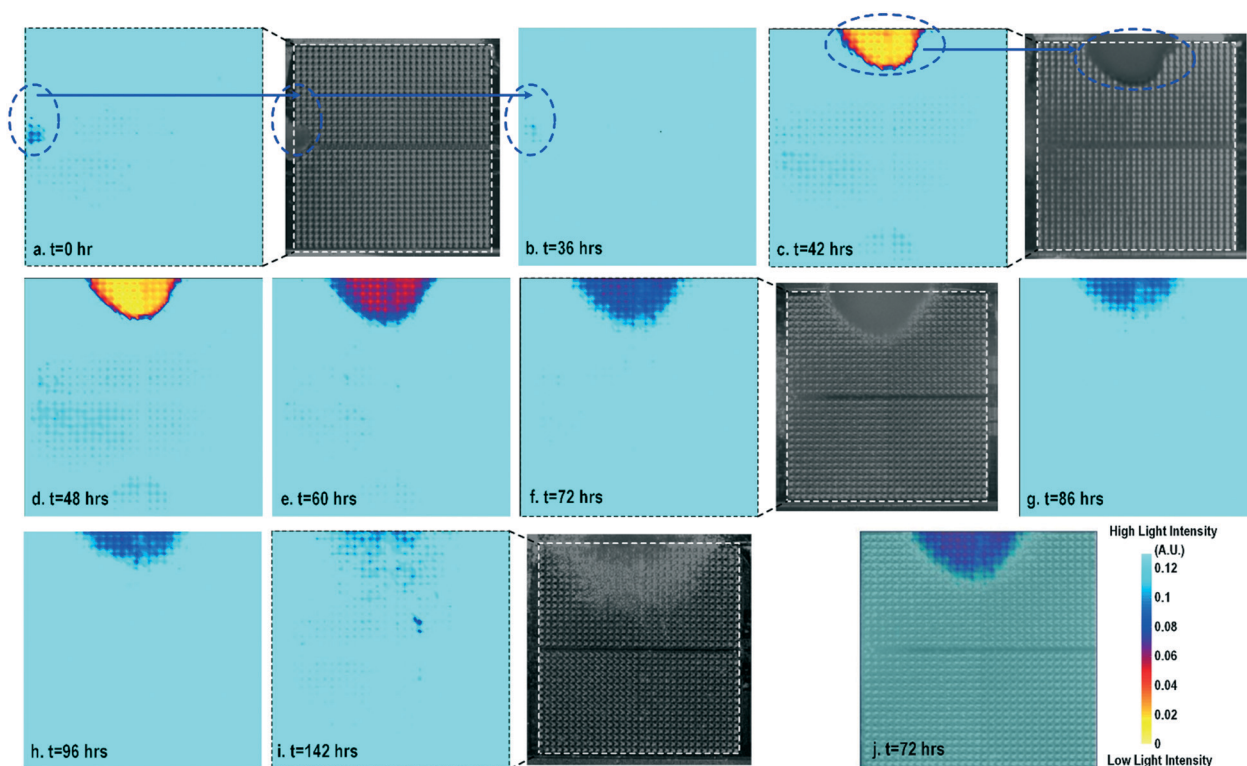 a. t=0 hr
b. t=36 hrs
c. t=42 hrs
d. t=48 hrs
e. t=60 hrs
f. t=72 hrs
g. t=86 hrs
h. t=96 hrs
i. t=142 hrs
j. t=72 hrs
High Light Intensity
(A.U.)
0.12
0.1
0.08
0.06
0.04
0.02
0
Low Light Intensity